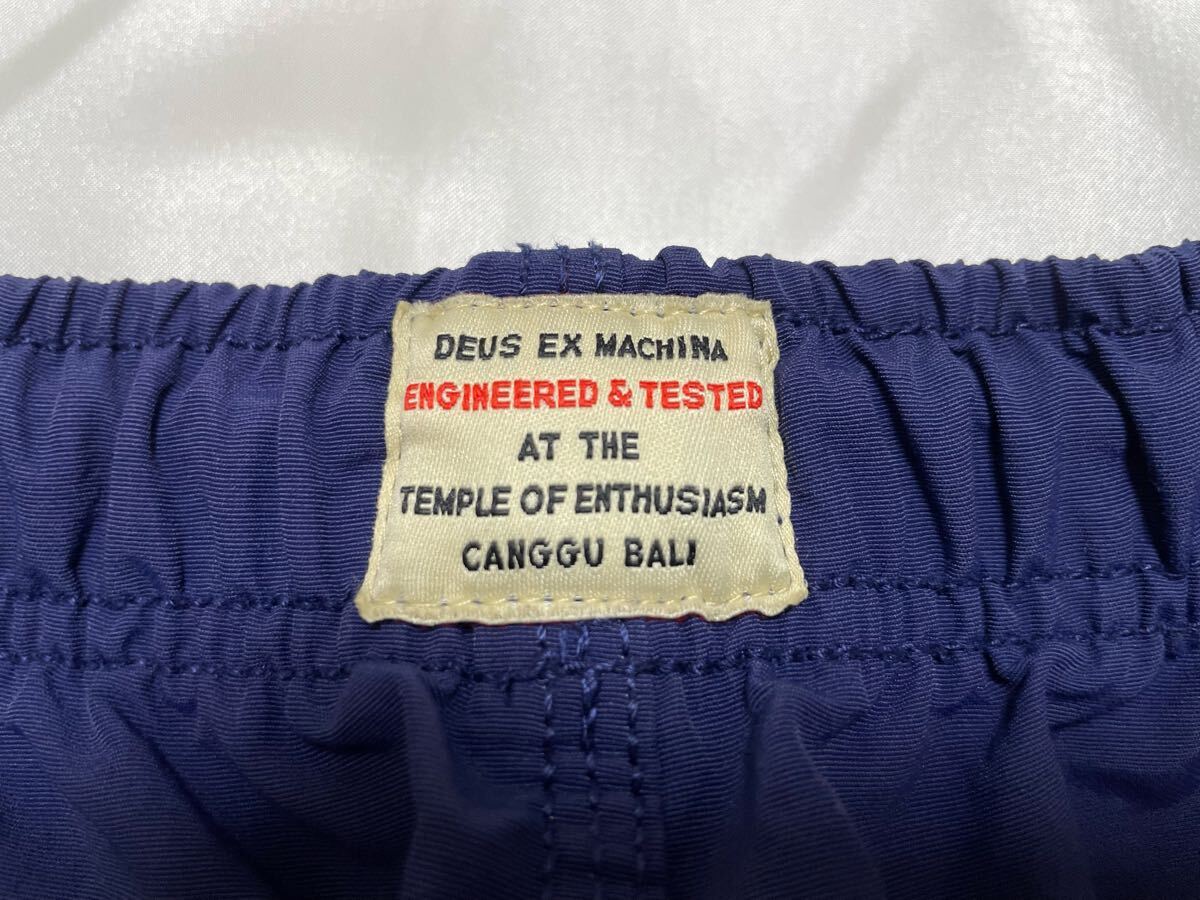 DEUS EX MACHINA
ENGINEERED & TESTED
AT THE
TEMPLE OF ENTHUSIASM
CANGGU BALI